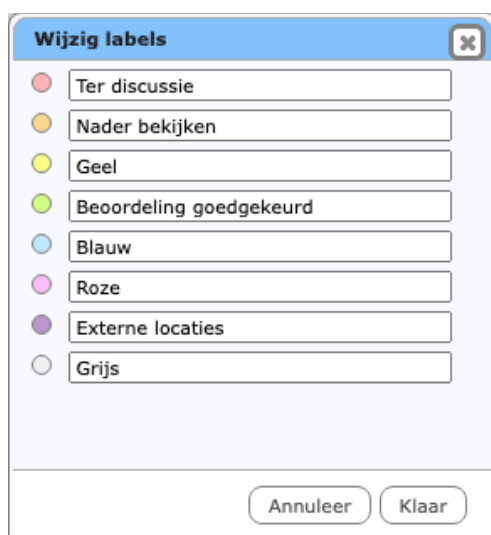 Wijzig labels
Ter discussie
Nader bekijken
Geel
Beoordeling goedgekeurd
Blauw
Roze
Externe locaties
Grijs
Annuleer Klaar